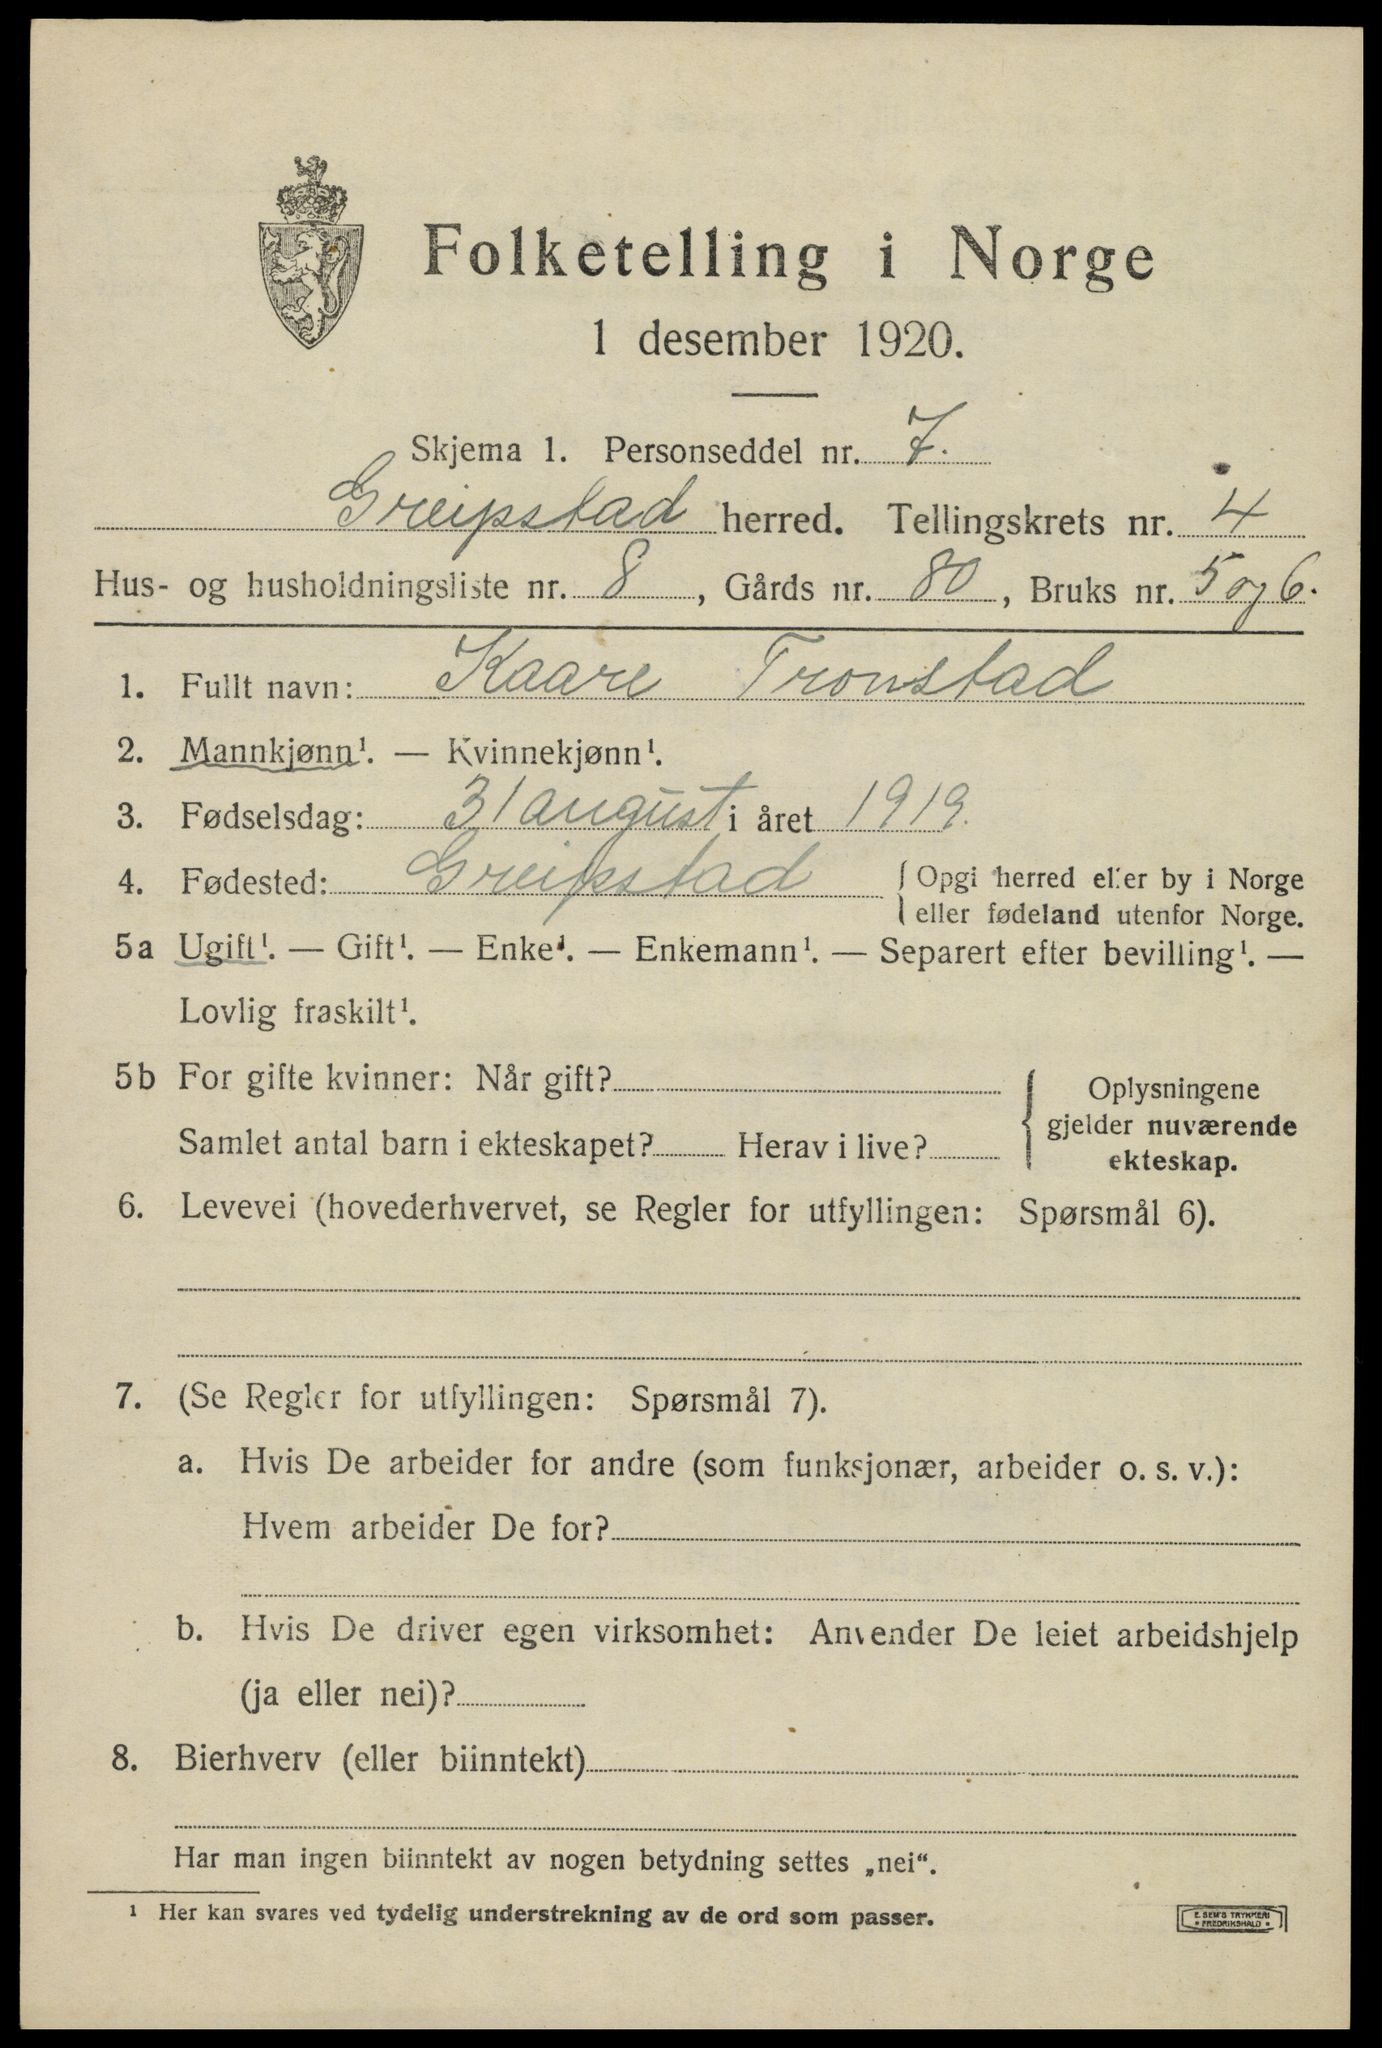 Folketelling i Norge
1 desember 1920.
Skjema 1. Personseddel nr. 7.
Greipstad herred. Tellingskrets nr. 4
Hus- og husholdningsliste nr. 8, Gårds nr. 80, Bruks nr. 5 og 6.
1. Fullt navn: Kaare Tronstad
2. Mannkjønn¹. — Kvinnekjønn¹.
3. Fødselsdag: 31 august i året 1919.
4. Fødested: Greipstad {Opgi herred eller by i Norge
eller fødeland utenfor Norge.
5a Ugift¹. — Gift¹. — Enke¹. — Enkemann¹. — Separert efter bevilling¹. —
Lovlig fraskilt¹.
5b For gifte kvinner: Når gift?
Samlet antal barn i ekteskapet? Herav i live?
{Oplysningene
gjelder nuværende
ekteskap.
6. Levevei (hovederhvervet, se Regler for utfyllingen: Spørsmål 6).
7. (Se Regler for utfyllingen: Spørsmål 7).
a. Hvis De arbeider for andre (som funksjonær, arbeider o. s. v.):
Hvem arbeider De for?
b. Hvis De driver egen virksomhet: Anvender De leiet arbeidshjelp
(ja eller nei)?
8. Bierhverv (eller biinntekt)
Har man ingen biinntekt av nogen betydning settes „nei“.
¹ Her kan svares ved tydelig understrekning av de ord som passer.
E. SEM'S TRYKKERI
• FREDRIKSHALD •